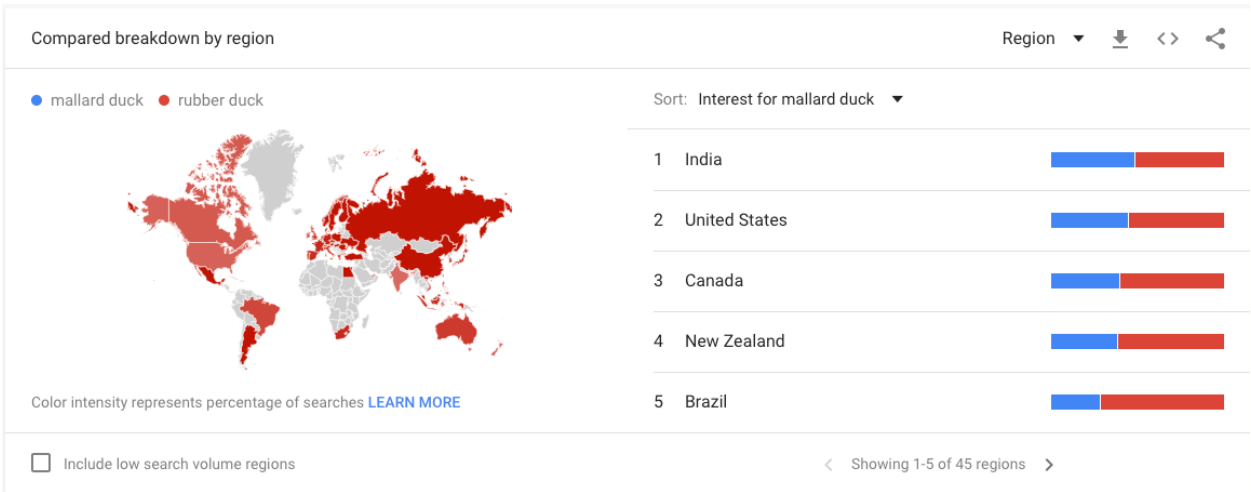 Compared breakdown by region
Region
mallard duck rubber duck
Sort: Interest for mallard duck
1 India
2 United States
3 Canada
4 New Zealand
5 Brazil
Color intensity represents percentage of searches LEARN MORE
Include low search volume regions
Showing 1-5 of 45 regions